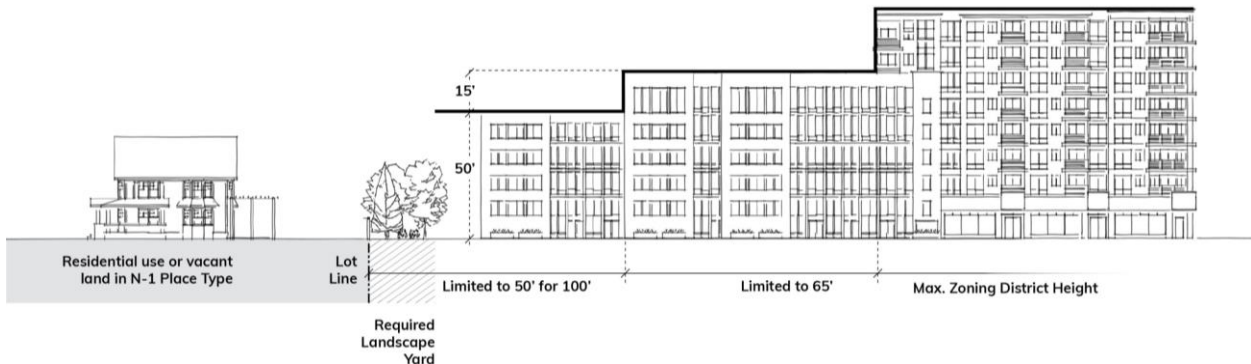 15'
50'
Residential use or vacant
land in N-1 Place Type
Lot
Line
Limited to 50' for 100'
Limited to 65'
Max. Zoning District Height
Required
Landscape
Yard